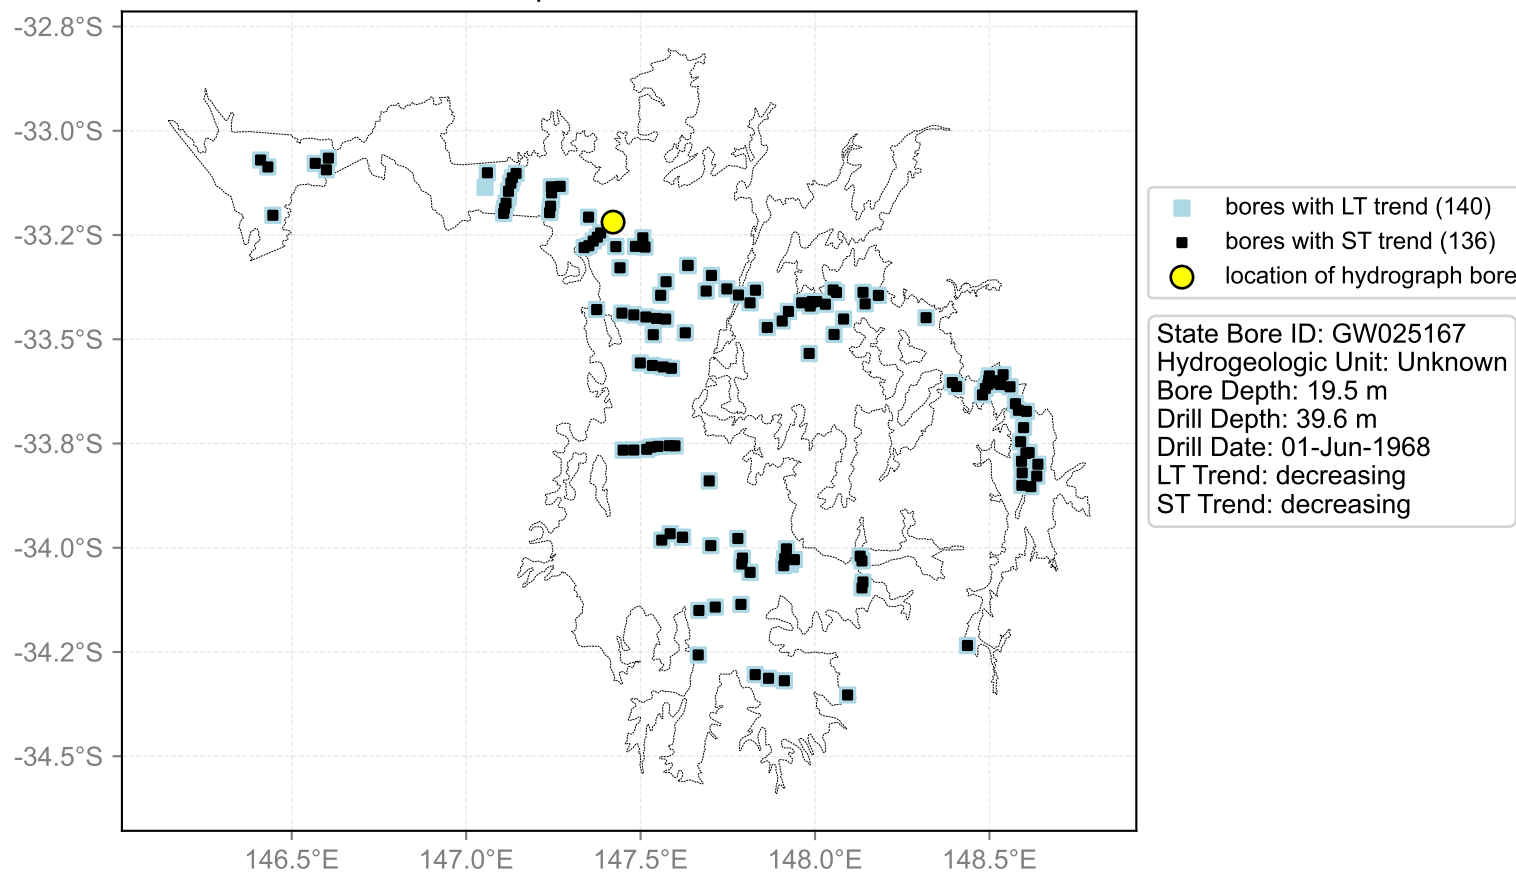 -32.8°S
-33.0°S
-33.2°S
-33.5°S
-33.8°S
-34.0°S
-34.2°S
-34.5°S
146.5°E
147.0°E
147.5°E
148.0°E
148.5°E
bores with LT trend (140)
bores with ST trend (136)
location of hydrograph bore
State Bore ID: GW025167
Hydrogeologic Unit: Unknown
Bore Depth: 19.5 m
Drill Depth: 39.6 m
Drill Date: 01-Jun-1968
LT Trend: decreasing
ST Trend: decreasing